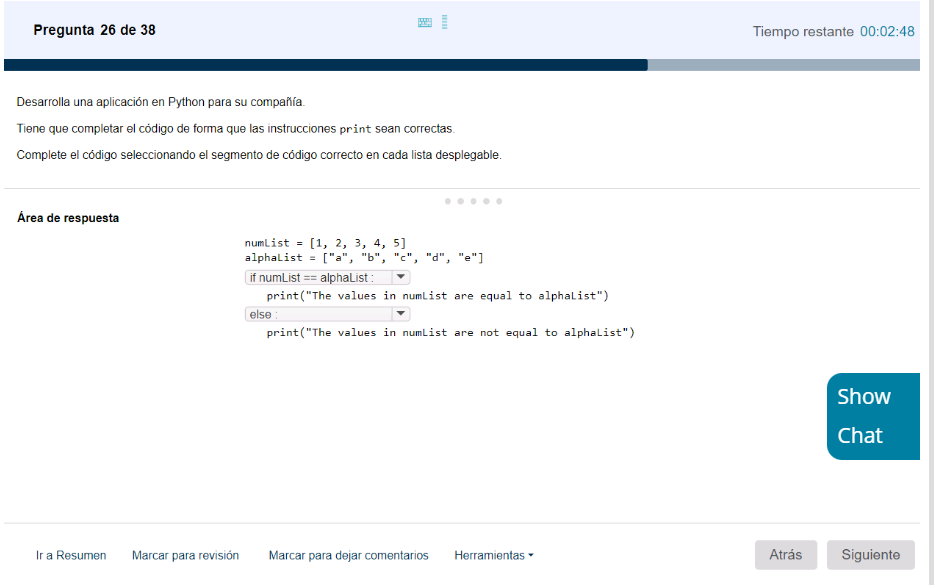 Pregunta 26 de 38
Tiempo restante 00:02:48
Desarrolla una aplicación en Python para su compañía.
Tiene que completar el código de forma que las instrucciones print sean correctas.
Complete el código seleccionando el segmento de código correcto en cada lista desplegable.
Área de respuesta
numList = [1, 2, 3, 4, 5]
alphaList = ["a", "b", "c", "d", "e"]
if numList == alphaList :
print("The values in numList are equal to alphaList")
else :
print("The values in numList are not equal to alphaList")
Show
Chat
Ir a Resumen
Marcar para revisión
Marcar para dejar comentarios
Herramientas
Atrás
Siguiente